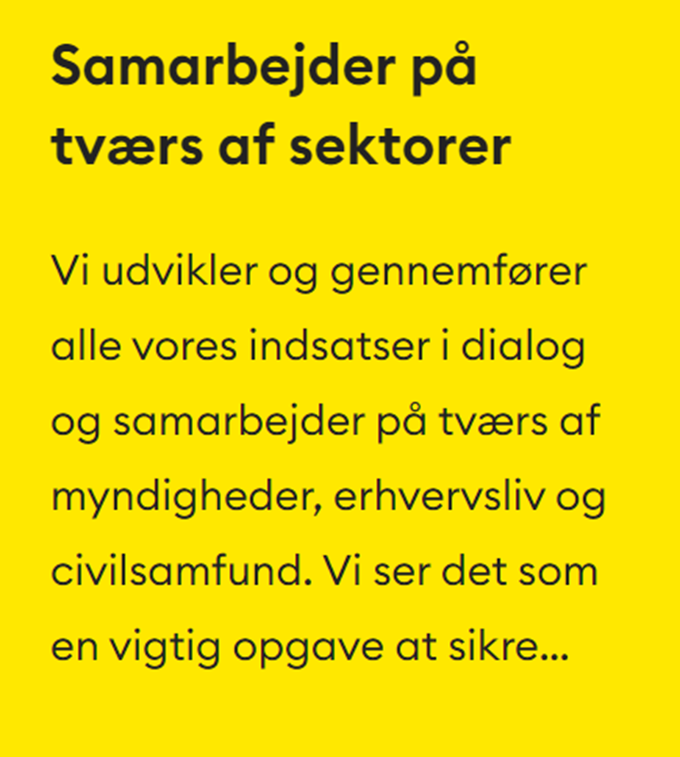 Samarbejder på
tværs af sektorer
Vi udvikler og gennemfører
alle vores indsatser i dialog
og samarbejder på tværs af
myndigheder, erhvervsliv og
civilsamfund. Vi ser det som
en vigtig opgave at sikre...